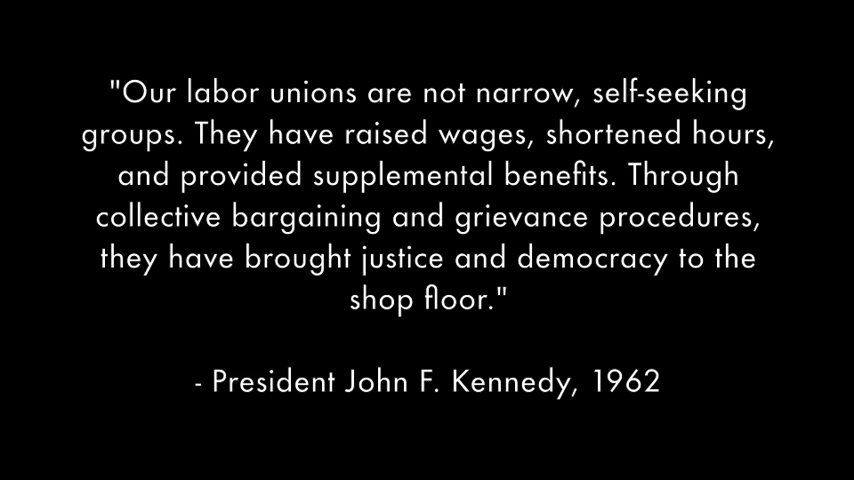 "Our labor unions are not narrow, self-seeking
groups. They have raised wages, shortened hours,
and provided supplemental benefits. Through
collective bargaining and grievance procedures,
they have brought justice and democracy to the
shop floor."
- President John F. Kennedy, 1962